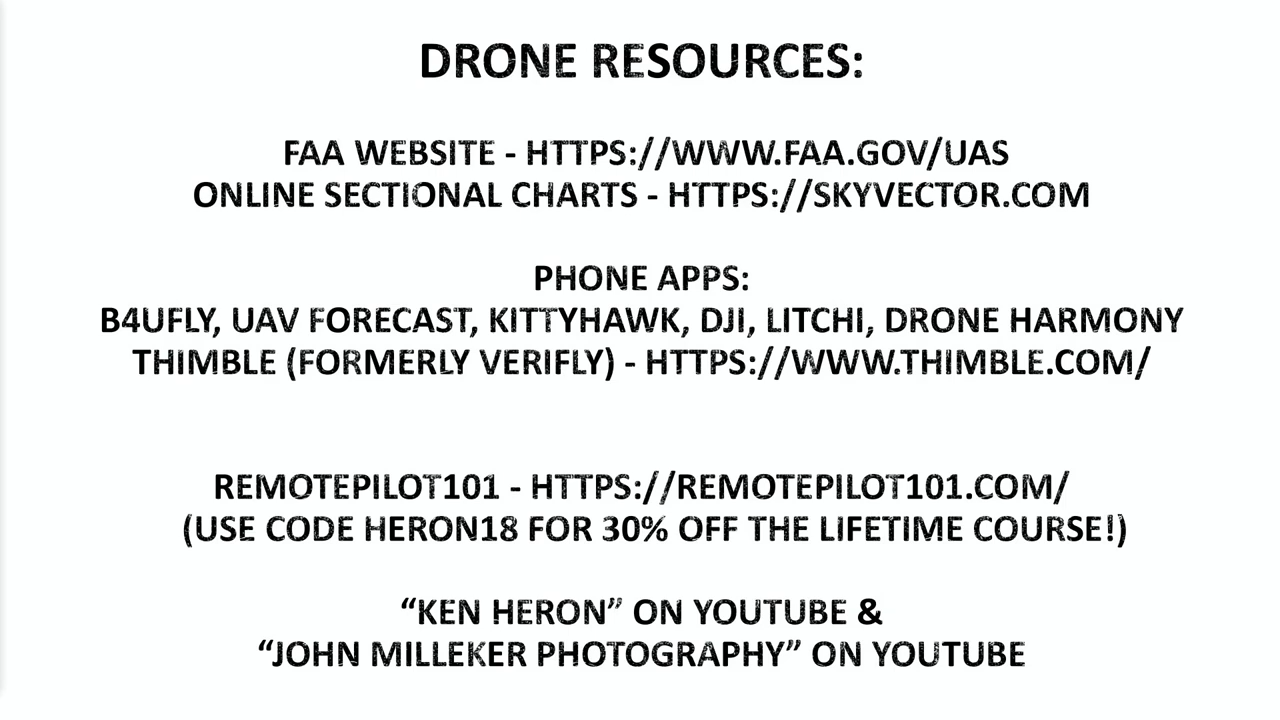 DRONE RESOURCES:
FAA WEBSITE - HTTPS://WWW.FAA.GOV/UAS
ONLINE SECTIONAL CHARTS - HTTPS://SKYVECTOR.COM
PHONE APPS:
B4UFLY, UAV FORECAST, KITTYHAWK, DJI, LITCHI, DRONE HARMONY
THIMBLE (FORMERLY VERIFLY) - HTTPS://WWW.THIMBLE.COM/
REMOTEPILOT101 - HTTPS://REMOTEPILOT101.COM/
(USE CODE HERON18 FOR 30% OFF THE LIFETIME COURSE!)
“KEN HERON” ON YOUTUBE &
“JOHN MILLEKER PHOTOGRAPHY” ON YOUTUBE